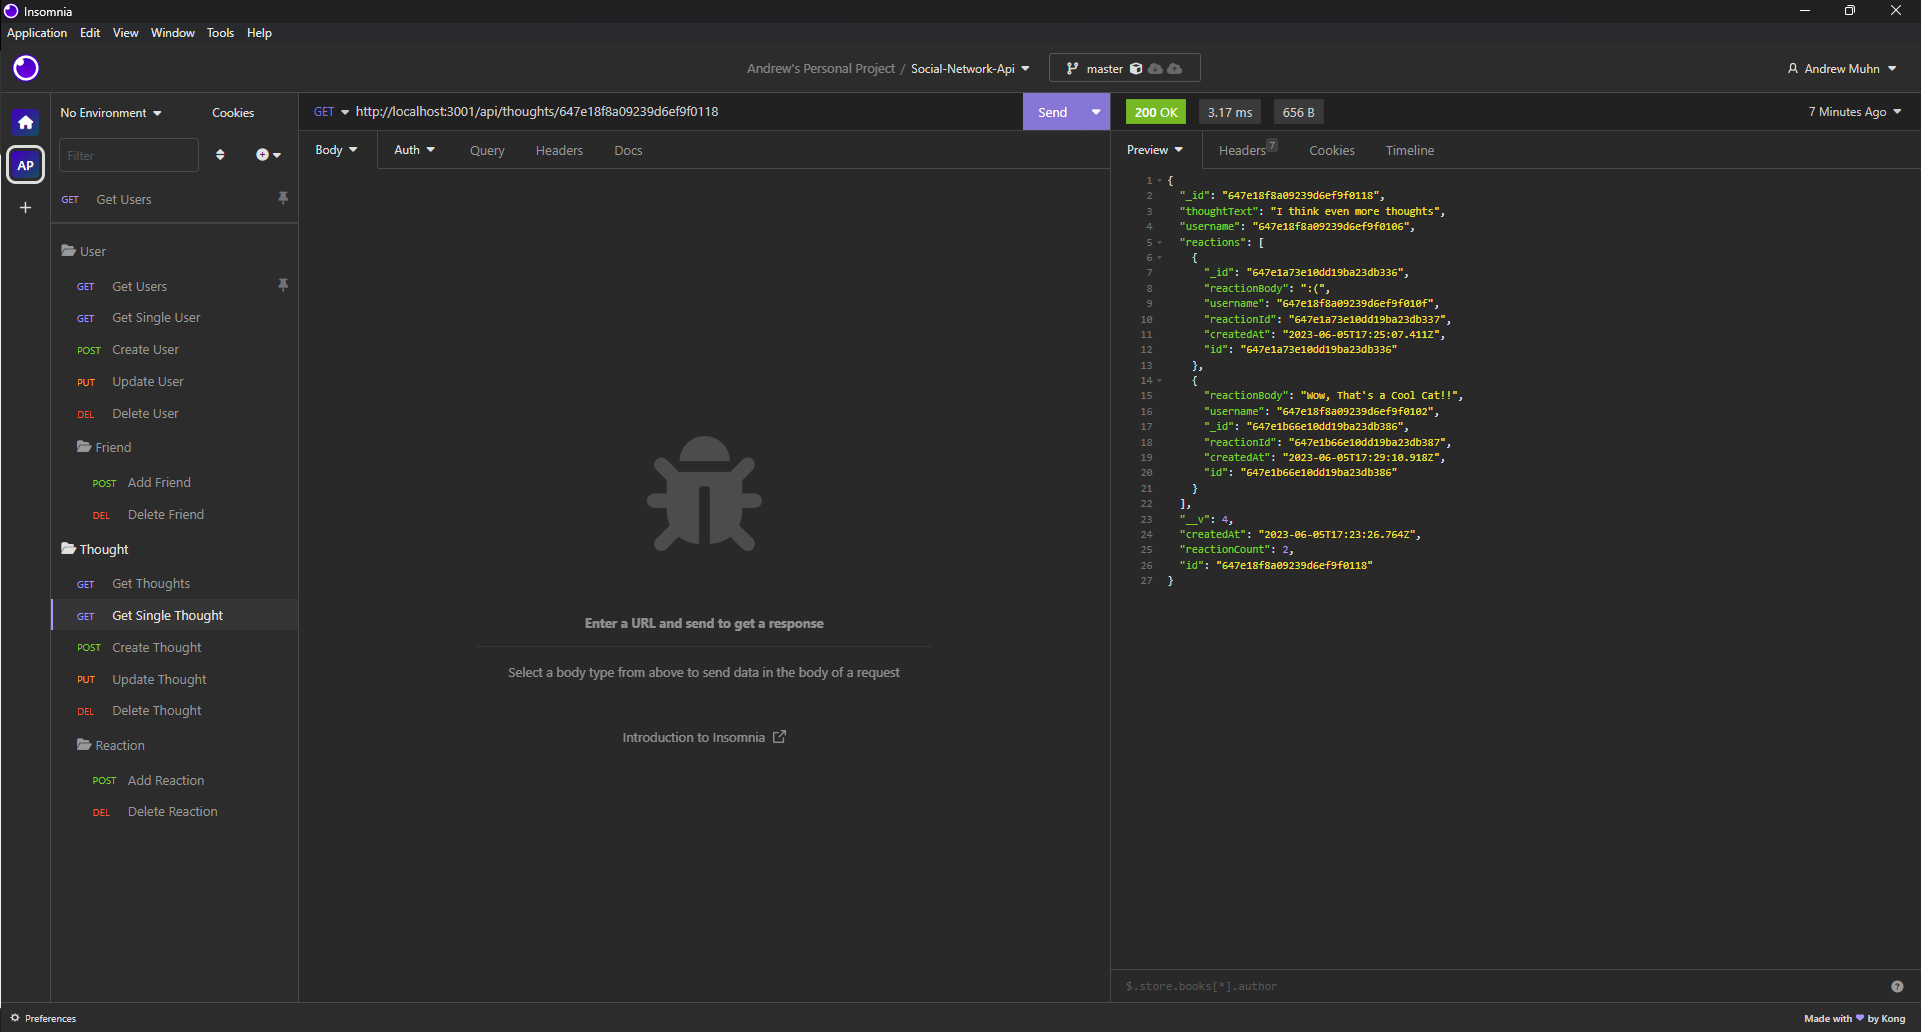 Insomnia
Application Edit View Window Tools Help
Andrew's Personal Project / Social-Network-Api master Andrew Muhn
No Environment Cookies
Filter
AP
GET Get Users
User
GET Get Users
GET Get Single User
POST Create User
PUT Update User
DEL Delete User
Friend
POST Add Friend
DEL Delete Friend
Thought
GET Get Thoughts
GET Get Single Thought
POST Create Thought
PUT Update Thought
DEL Delete Thought
Reaction
POST Add Reaction
DEL Delete Reaction
GET http://localhost:3001/api/thoughts/647e18f8a09239d6ef9f0118 Send
Body Auth Query Headers Docs
Enter a URL and send to get a response
Select a body type from above to send data in the body of a request
Introduction to Insomnia
200 OK 3.17 ms 656 B 7 Minutes Ago
Preview Headers 7 Cookies Timeline
1 {
2 "_id": "647e18f8a09239d6ef9f0118",
3 "thoughtText": "I think even more thoughts",
4 "username": "647e18f8a09239d6ef9f0106",
5 "reactions": [
6 {
7 "_id": "647e1a73e10dd19ba23db336",
8 "reactionBody": ":(",
9 "username": "647e18f8a09239d6ef9f010f",
10 "reactionId": "647e1a73e10dd19ba23db337",
11 "createdAt": "2023-06-05T17:25:07.411Z",
12 "id": "647e1a73e10dd19ba23db336"
13 },
14 {
15 "reactionBody": "Wow, That's a Cool Cat!!",
16 "username": "647e18f8a09239d6ef9f0102",
17 "_id": "647e1b66e10dd19ba23db386",
18 "reactionId": "647e1b66e10dd19ba23db387",
19 "createdAt": "2023-06-05T17:29:10.918Z",
20 "id": "647e1b66e10dd19ba23db386"
21 }
22 ],
23 "__v": 4,
24 "createdAt": "2023-06-05T17:23:26.764Z",
25 "reactionCount": 2,
26 "id": "647e18f8a09239d6ef9f0118"
27 }
$.store.books[*].author
Preferences
Made with 💜 by Kong